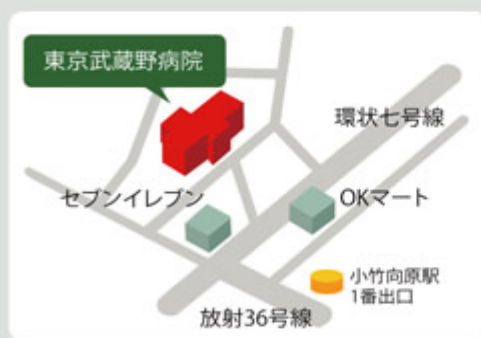 東京武蔵野病院
環状七号線
セブンイレブン
OKマート
小竹向原駅
1番出口
放射36号線